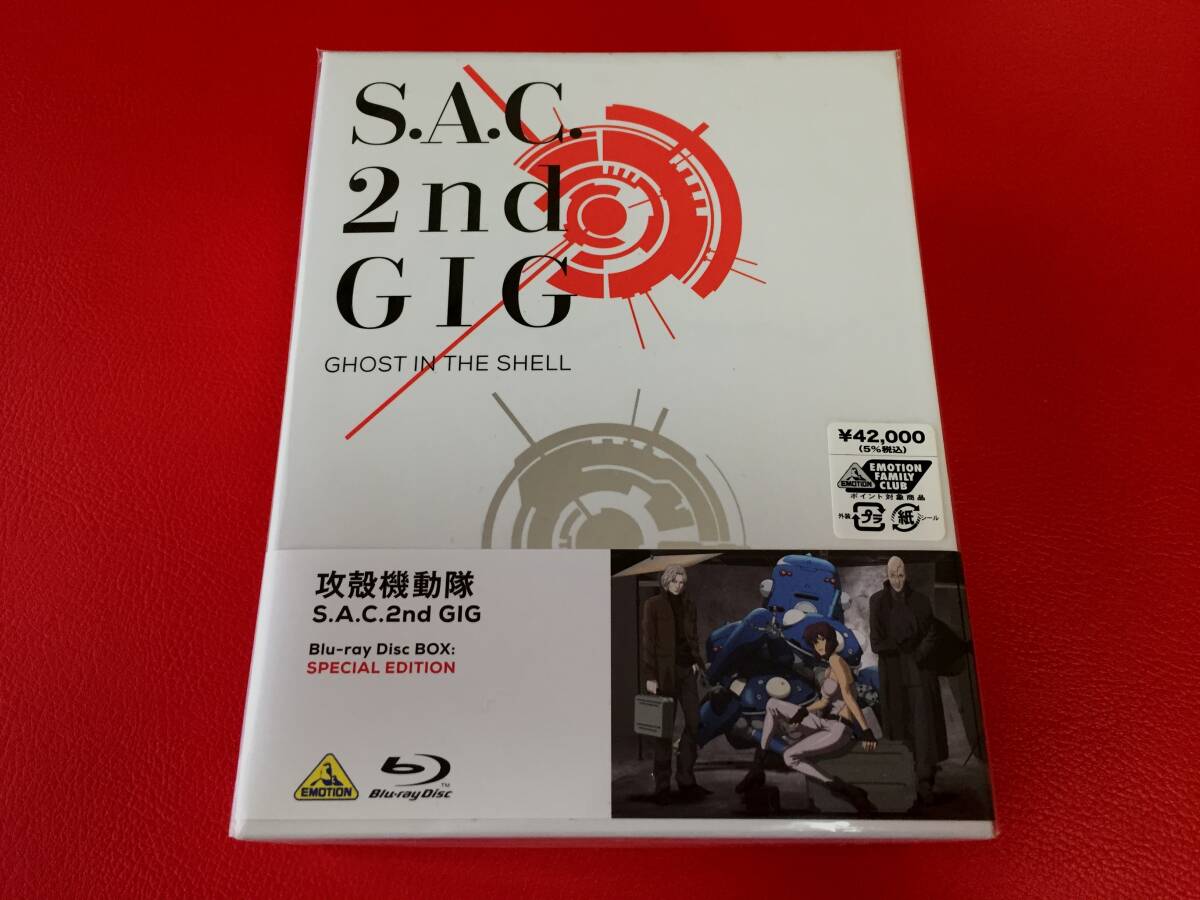 S.A.C.
2nd
GIG
GHOST IN THE SHELL
¥42,000
(5%税込)
EMOTION
EMOTION
FAMILY
CLUB
ポイント対象商品
外装
プラ
紙
シール
攻殻機動隊
S.A.C.2nd GIG
Blu-ray Disc BOX:
SPECIAL EDITION
EMOTION
Blu-ray Disc
TM